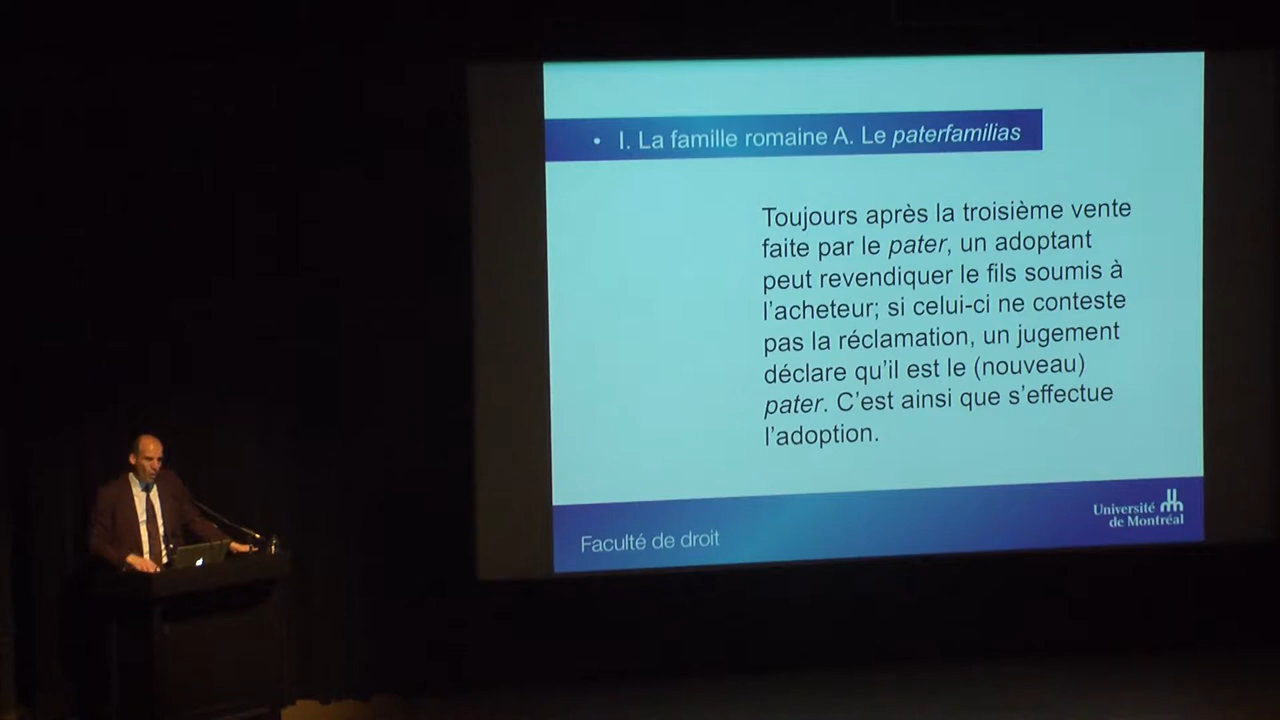 • I. La famille romaine A. Le paterfamilias
Toujours après la troisième vente
faite par le pater, un adoptant
peut revendiquer le fils soumis à
l'acheteur; si celui-ci ne conteste
pas la réclamation, un jugement
déclare qu'il est le (nouveau)
pater. C'est ainsi que s'effectue
l'adoption.
Faculté de droit
Université
de Montréal